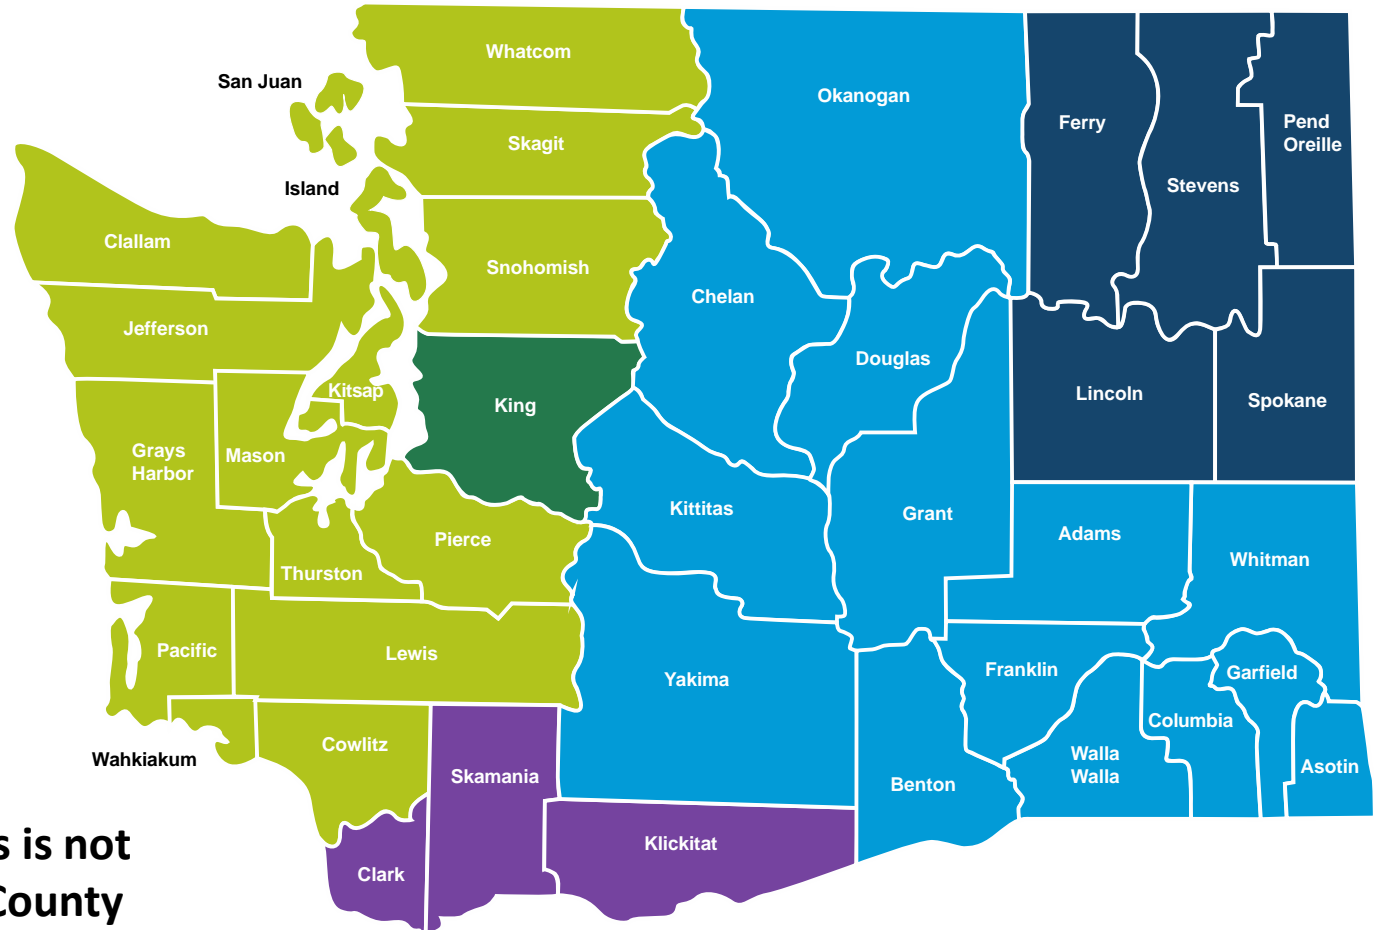 Whatcom
San Juan
Okanogan
Ferry
Pend
Oreille
Skagit
Stevens
Island
Clallam
Snohomish
Chelan
Jefferson
Douglas
Kitsap
King
Lincoln
Spokane
Grays
Harbor
Mason
Kittitas
Grant
Adams
Pierce
Whitman
Thurston
Pacific
Lewis
Yakima
Franklin
Garfield
Columbia
Wahkiakum
Cowlitz
Skamania
Walla
Walla
Asotin
Benton
Klickitat
Clark
s is not
County